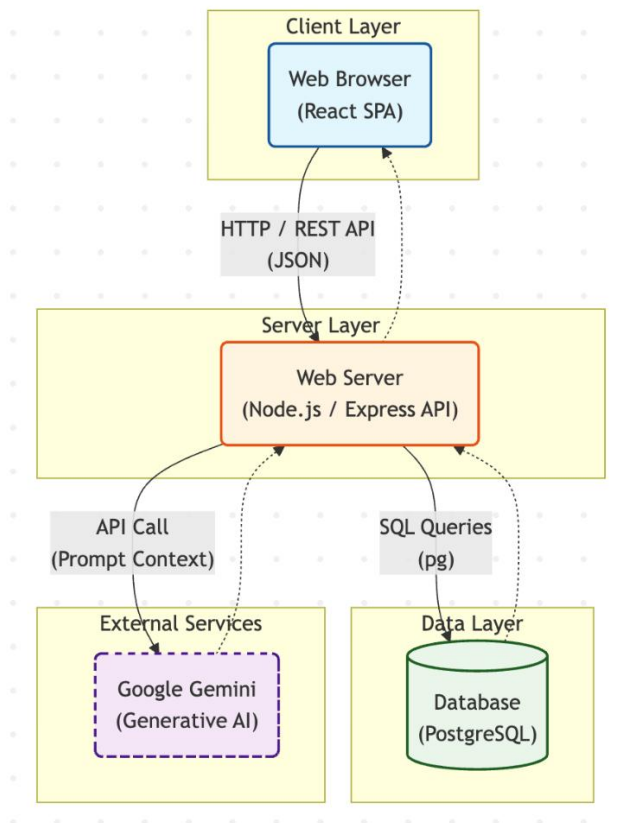 Client Layer
Web Browser
(React SPA)
HTTP / REST API
(JSON)
Server Layer
Web Server
(Node.js / Express API)
API Call
(Prompt Context)
SQL Queries
(pg)
External Services
Google Gemini
(Generative AI)
Data Layer
Database
(PostgreSQL)